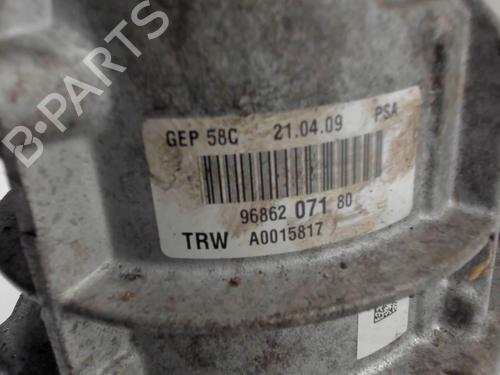 B-PARTS
GEP 58C 21.04.09 PSA
96862 071 80
TRW A0015817